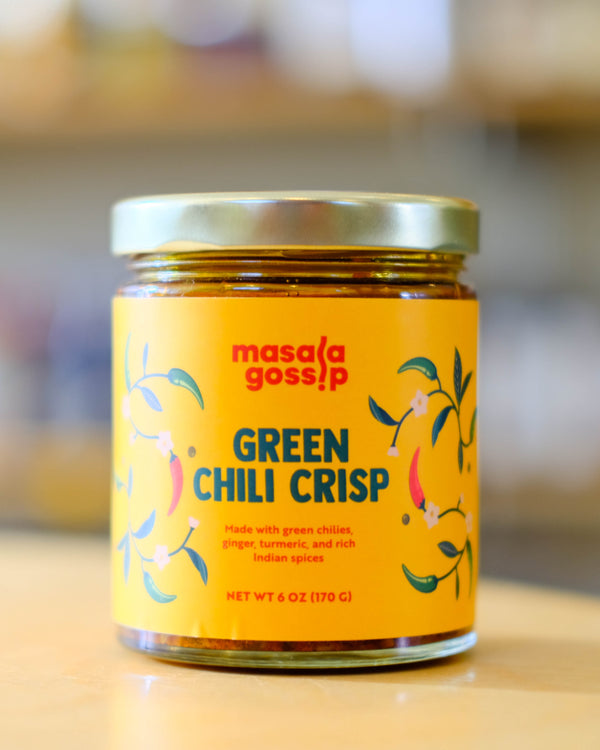 masala
gossip
GREEN
CHILI CRISP
Made with green chilies,
ginger, turmeric, and rich
Indian spices
NET WT 6 OZ (170 G)